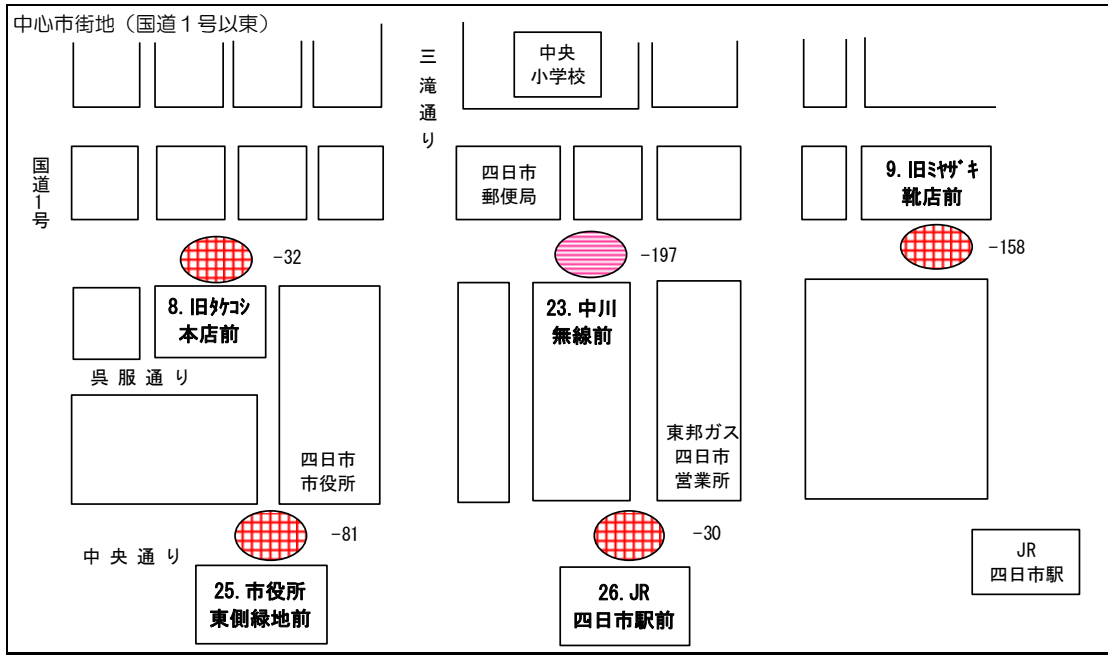 中心市街地（国道１号以東）
中央
小学校
三滝通り
国道1号
四日市
郵便局
9. 旧ﾐﾔｻﾞｷ
靴店前
-32
-197
-158
8. 旧ﾀｹｺｼ
本店前
23. 中川
無線前
呉服通り
東邦ガス
四日市
営業所
四日市
市役所
-81
-30
中央通り
JR
四日市駅
25. 市役所
東側緑地前
26. JR
四日市駅前